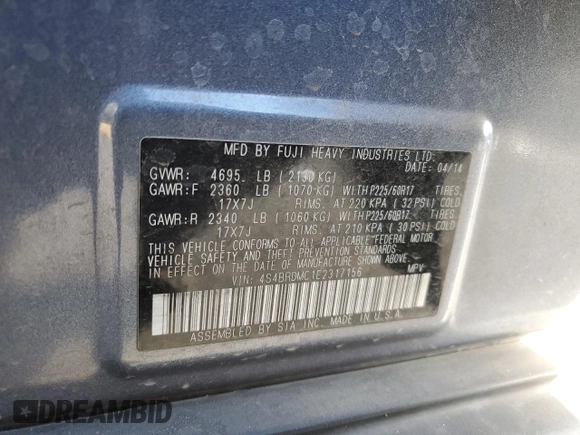 MFD BY FUJI HEAVY INDUSTRIES LTD.
GVWR: 4695. LB (2130 KG) DATE: 04/14
GAWR:F 2360 LB (1070 KG) WITH P225/60R17 TIRES.
17X7J RIMS. AT 220 KPA (32 PSI) COLD
GAWR:R 2340 LB (1060 KG) WITH P225/60R17 TIRES.
17X7J RIMS. AT 210 KPA (30 PSI) COLD
THIS VEHICLE CONFORMS TO ALL APPLICABLE FEDERAL MOTOR
VEHICLE SAFETY AND THEFT PREVENTION STANDARDS
IN EFFECT ON THE DATE OF MANUFACTURE SHOWN ABOVE.
VIN: 4S4BRDMC1E2317156 MPV
ASSEMBLED BY SIA INC. MADE IN U.S.A.
DREAMBID